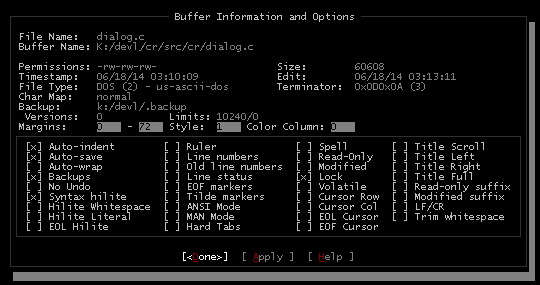 Buffer Information and Options
File Name: dialog.c
Buffer Name: K:/devl/cr/src/cr/dialog.c
Permissions: -rw-rw-rw- Size: 60608
Timestamp: 06/18/14 03:10:09 Edit: 06/18/14 03:13:11
File Type: DOS (2) - us-ascii-dos Terminator: 0x0D0x0A (3)
Char Map: normal
Backup: k:/devl/.backup
Versions: 0 Limits: 10240/0
Margins: 0 - 72 Style: 1 Color Column: 0
[x] Auto-indent [ ] Ruler [ ] Spell [ ] Title Scroll
[x] Auto-save [ ] Line numbers [ ] Read-Only [ ] Title Left
[ ] Auto-wrap [ ] Old line numbers [ ] Modified [ ] Title Right
[x] Backups [ ] Line status [x] Lock [ ] Title Full
[ ] No Undo [ ] EOF markers [ ] Volatile [ ] Read-only suffix
[x] Syntax hilite [ ] Tilde markers [ ] Cursor Row [ ] Modified suffix
[ ] Hilite Whitespace [ ] ANSI Mode [ ] Cursor Col [ ] LF/CR
[ ] Hilite Literal [ ] MAN Mode [ ] EOL Cursor [ ] Trim whitespace
[ ] EOL Hilite [ ] Hard Tabs [ ] EOF Cursor
[<Done>] [ Apply ] [ Help ]